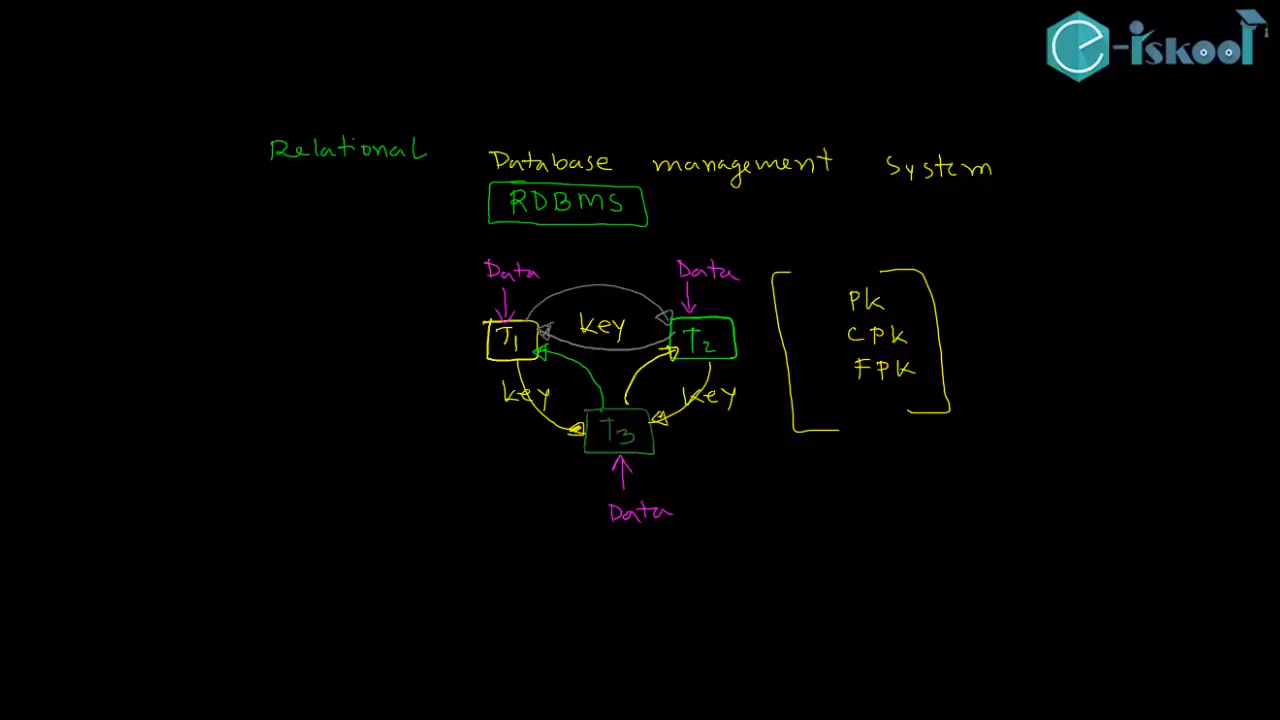 e-iskool
Relational Database management system
RDBMS
Data Data
T1 key T2
key key
T3
Data
PK
CPK
FPK